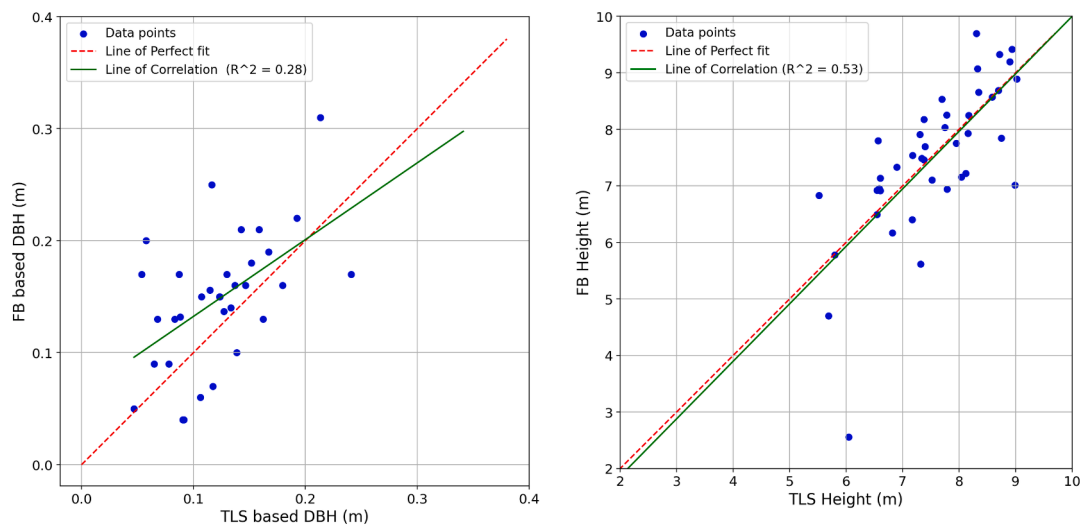 0.4
0.3
0.2
0.1
0.0
FB based DBH (m)
Data points
Line of Perfect fit
Line of Correlation  (R^2 = 0.28)
0.0 0.1 0.2 0.3 0.4
TLS based DBH (m)
10
9
8
7
6
5
4
3
2
FB Height (m)
Data points
Line of Perfect fit
Line of Correlation (R^2 = 0.53)
2 3 4 5 6 7 8 9 10
TLS Height (m)